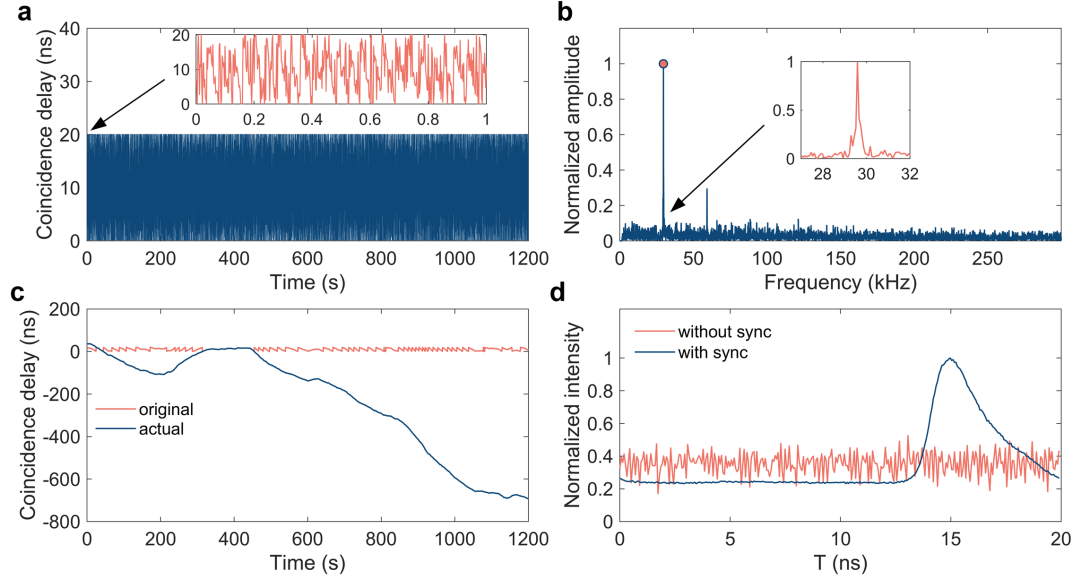 a
Coincidence delay (ns)
40
30
20
10
0
20
10
0
0 0.2 0.4 0.6 0.8 1
0 200 400 600 800 1000 1200
Time (s)
b
Normalized amplitude
1
0.8
0.6
0.4
0.2
0
1
0.5
0
28 30 32
0 50 100 150 200 250
Frequency (kHz)
c
Coincidence delay (ns)
200
0
-200
-400
-600
-800
original
actual
0 200 400 600 800 1000 1200
Time (s)
d
Normalized intensity
1
0.8
0.6
0.4
0.2
0
without sync
with sync
0 5 10 15 20
T (ns)